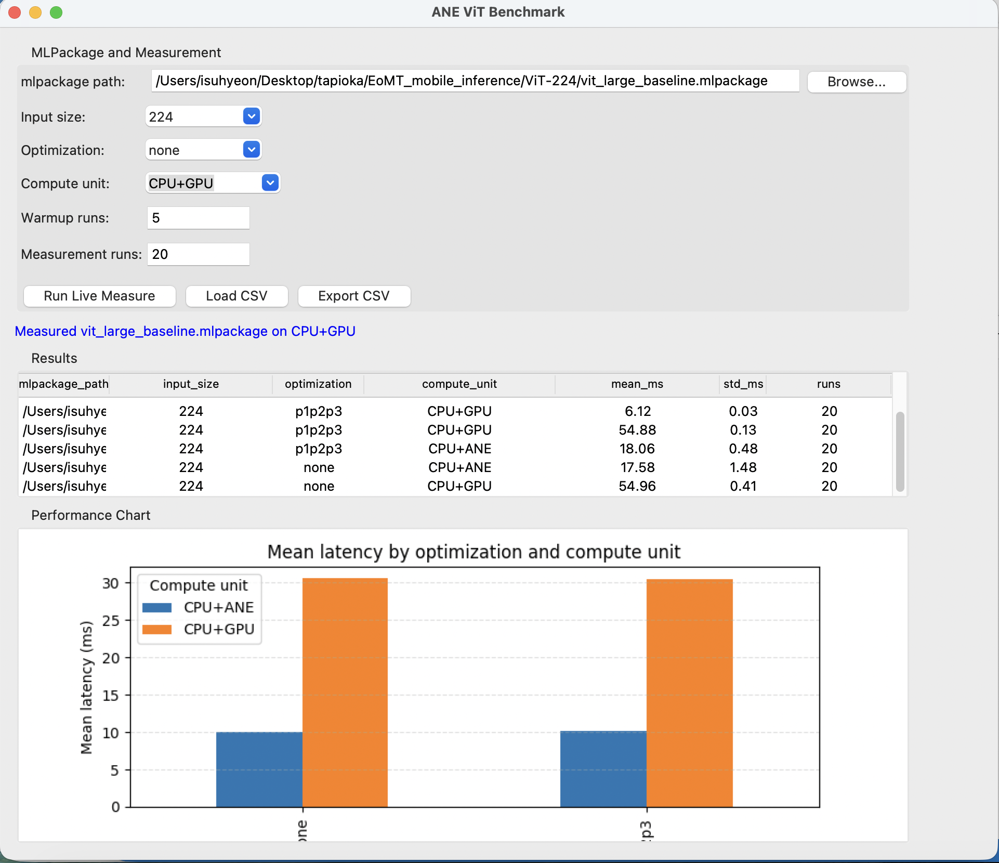 ANE ViT Benchmark
MLPackage and Measurement
mlpackage path: /Users/isuhyeon/Desktop/tapioka/EoMT_mobile_inference/ViT-224/vit_large_baseline.mlpackage Browse...
Input size: 224
Optimization: none
Compute unit: CPU+GPU
Warmup runs: 5
Measurement runs: 20
Run Live Measure Load CSV Export CSV
Measured vit_large_baseline.mlpackage on CPU+GPU
Results
mlpackage_path input_size optimization compute_unit mean_ms std_ms runs
/Users/isuhye 224 p1p2p3 CPU+GPU 6.12 0.03 20
/Users/isuhye 224 p1p2p3 CPU+GPU 54.88 0.13 20
/Users/isuhye 224 p1p2p3 CPU+ANE 18.06 0.48 20
/Users/isuhye 224 none CPU+ANE 17.58 1.48 20
/Users/isuhye 224 none CPU+GPU 54.96 0.41 20
Performance Chart
Mean latency by optimization and compute unit
Compute unit
CPU+ANE
CPU+GPU
Mean latency (ms)
30
25
20
15
10
5
0
one
p3